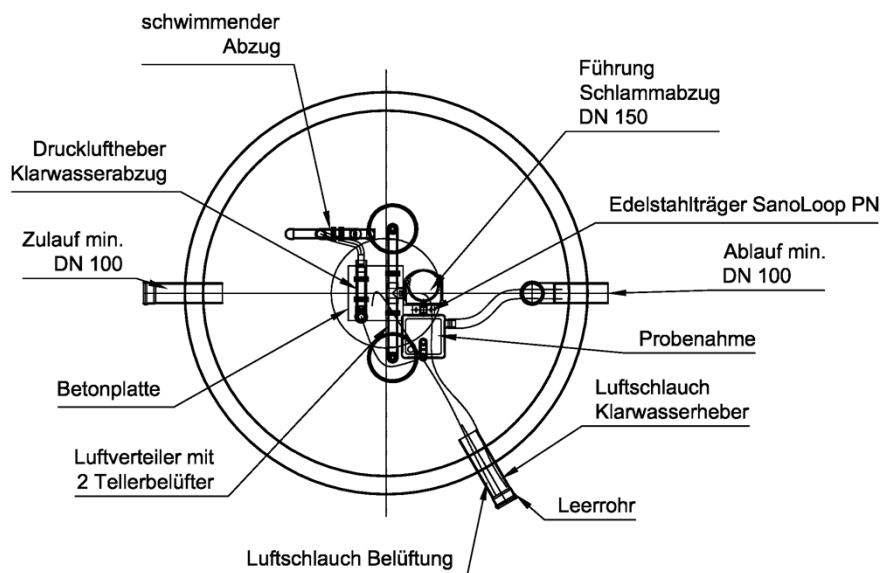 schwimmender
Abzug
Führung
Schlammabzug
DN 150
Druckluftheber
Klarwasserabzug
Edelstahlträger SanoLoop PN
Zulauf min.
DN 100
Ablauf min.
DN 100
Probenahme
Betonplatte
Luftschlauch
Klarwasserheber
Luftverteiler mit
2 Tellerbelüfter
Leerrohr
Luftschlauch Belüftung